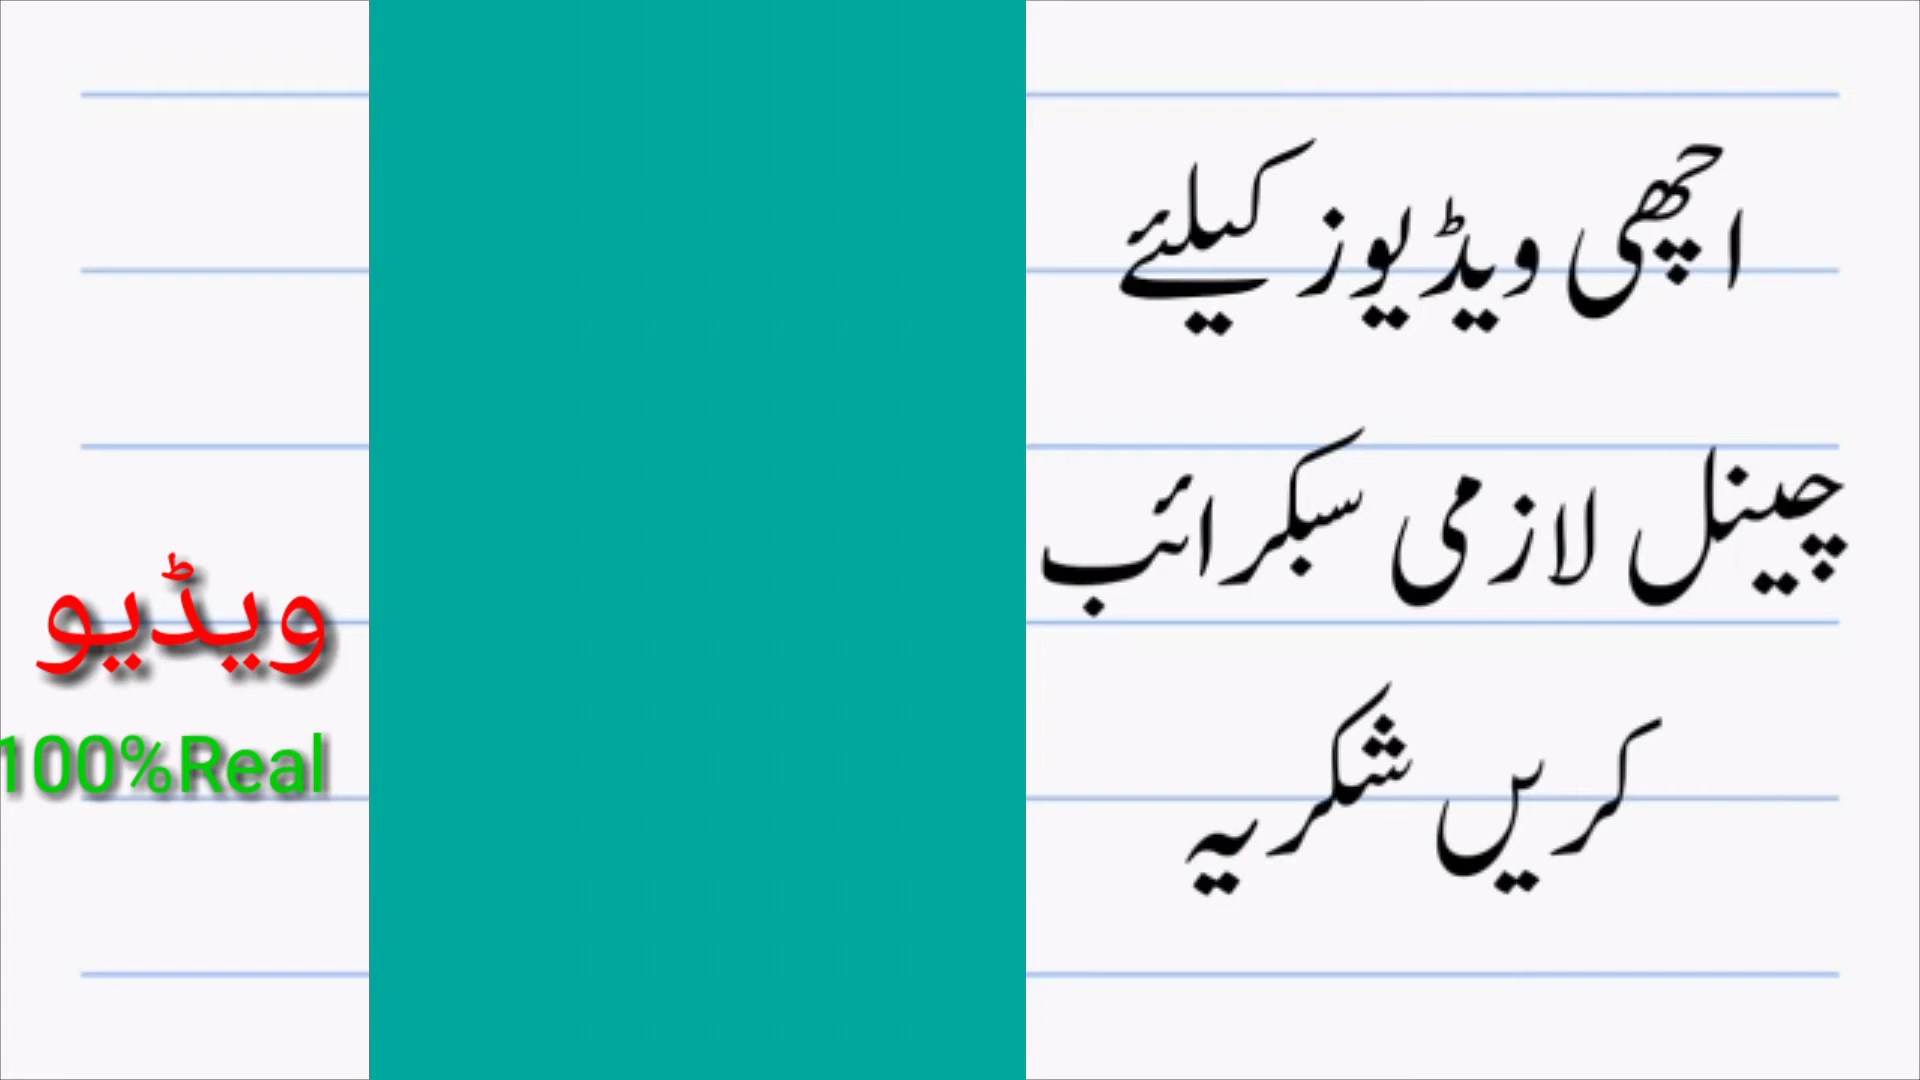 اچھی ویڈیوز کیلئے
چینل لازمی سبکرائب
کریں شکریہ
ویڈیو
100%Real